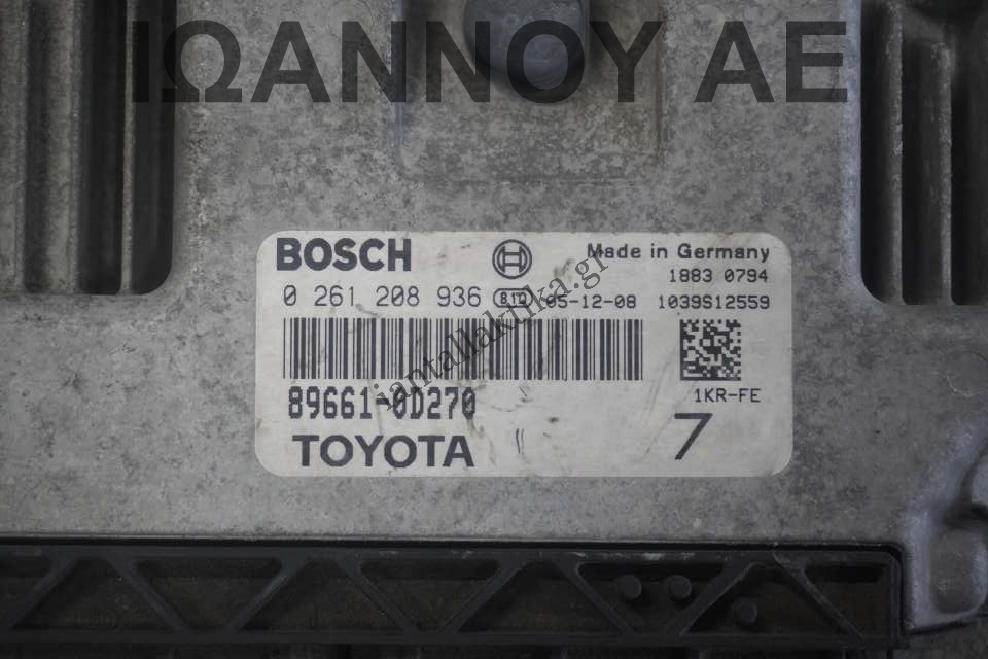 ΙΩΑΝΝΟΥ ΑΕ
BOSCH Made in Germany
1883 0794
0 261 208 936 05-12-08 1039S12559
iantallaktika.gr
89661-0D270 1KR-FE
TOYOTA 7